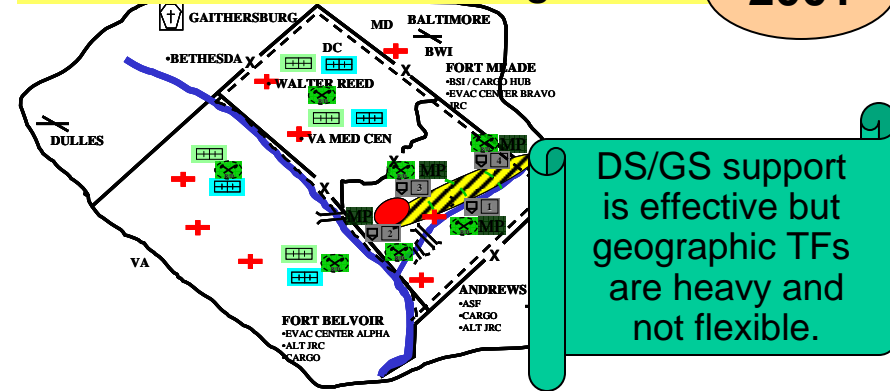 GAITHERSBURG
MD
BALTIMORE
BWI
DC
•BETHESDA
X
X
•WALTER REED
FORT MEADE
•BSI / CARGO HUB
•EVAC CENTER BRAVO
JRC
DULLES
VA MED CEN
X
MP
4
MP
3
X
MP
1
MP
2
X
VA
ANDREWS
•ASF
•CARGO
•ALT JRC
FORT BELVOIR
•EVAC CENTER ALPHA
•ALT JRC
CARGO
DS/GS support
is effective but
geographic TFs
are heavy and
not flexible.